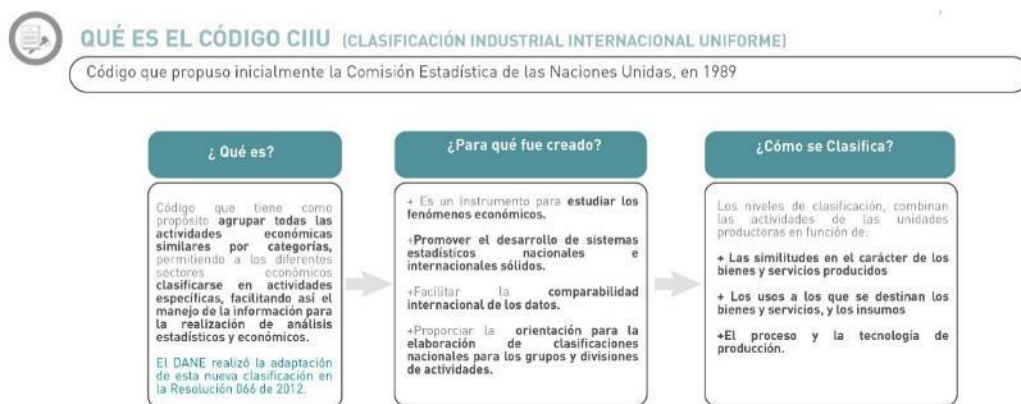 QUÉ ES EL CÓDIGO CIIU (CLASIFICACIÓN INDUSTRIAL INTERNACIONAL UNIFORME)
Código que propuso inicialmente la Comisión Estadística de las Naciones Unidas, en 1989
¿ Qué es?
Código que tiene como
propósito agrupar todas las
actividades económicas
similares por categorías,
permitiendo a los diferentes
sectores económicos
clasificarse en actividades
específicas, facilitando así el
manejo de la información para
la realización de análisis
estadísticos y económicos.
El DANE realizó la adaptación
de esta nueva clasificación en
la Resolución 066 de 2012.
¿Para qué fue creado?
+ Es un Instrumento para estudiar los
fenómenos económicos.
+Promover el desarrollo de sistemas
estadísticos nacionales e
internacionales sólidos.
+Facilitar la comparabilidad
internacional de los datos.
+Proporciar la orientación para la
elaboración de clasificaciones
nacionales para los grupos y divisiones
de actividades.
¿Cómo se Clasifica?
Los niveles de clasificación, combinan
las actividades de las unidades
productoras en función de:
+ Las similitudes en el carácter de los
bienes y servicios producidos
+ Los usos a los que se destinan los
bienes y servicios, y los insumos
+El proceso y la tecnología de
producción.